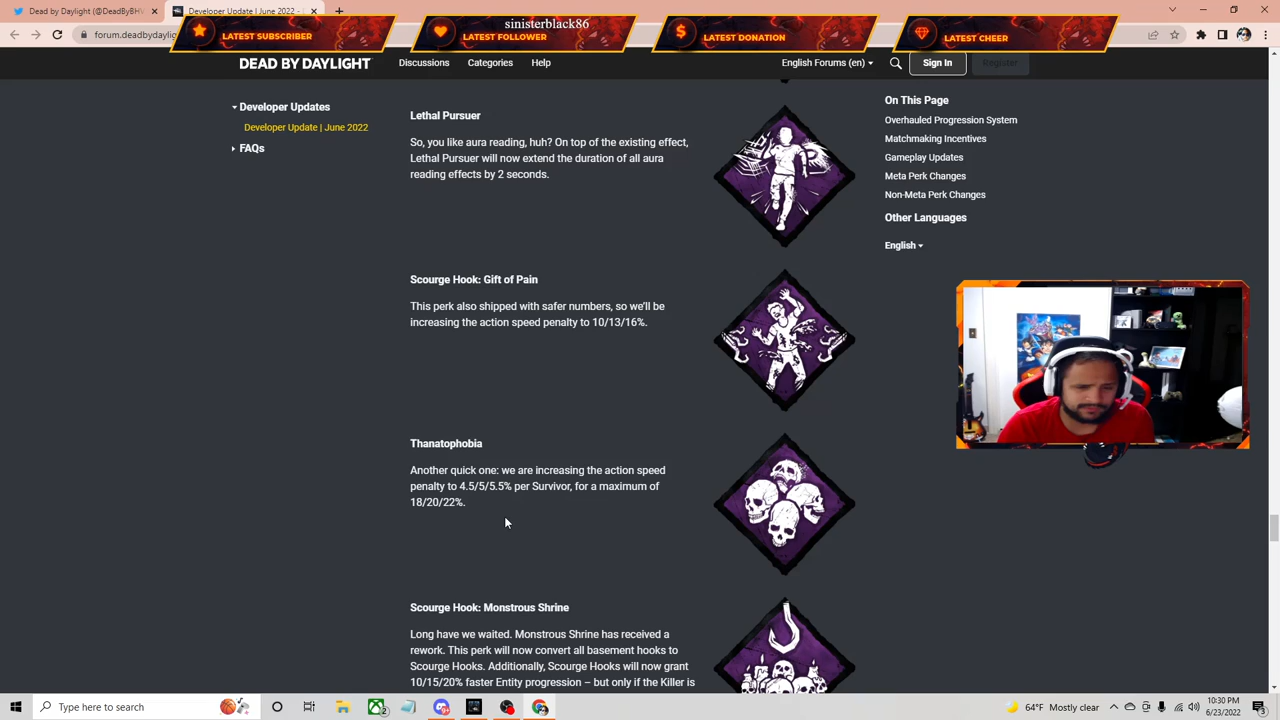 Dead by Daylight (@DeadByBHV
Developer Update - June 2022
sinisterblack86
LATEST SUBSCRIBER
LATEST FOLLOWER
LATEST DONATION
LATEST CHEER
forum.deadbydaylig
DEAD BY DAYLIGHT
Discussions
Categories
Help
English Forums (en)
Sign In
Register
Developer Updates
Developer Update | June 2022
FAQs
Lethal Pursuer
So, you like aura reading, huh? On top of the existing effect,
Lethal Pursuer will now extend the duration of all aura
reading effects by 2 seconds.
Scourge Hook: Gift of Pain
This perk also shipped with safer numbers, so we'll be
increasing the action speed penalty to 10/13/16%.
Thanatophobia
Another quick one: we are increasing the action speed
penalty to 4.5/5/5.5% per Survivor, for a maximum of
18/20/22%.
Scourge Hook: Monstrous Shrine
Long have we waited. Monstrous Shrine has received a
rework. This perk will now convert all basement hooks to
Scourge Hooks. Additionally, Scourge Hooks will now grant
10/15/20% faster Entity progression – but only if the Killer is
On This Page
Overhauled Progression System
Matchmaking Incentives
Gameplay Updates
Meta Perk Changes
Non-Meta Perk Changes
Other Languages
English
Type here to search
64°F Mostly clear
10:30 PM
6/23/2022